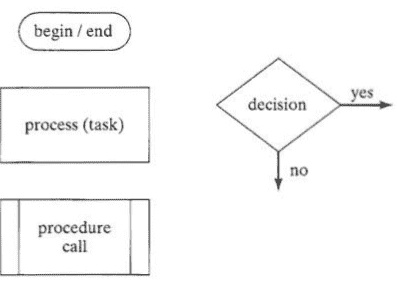 begin / end
process (task)
decision
yes
no
procedure
call